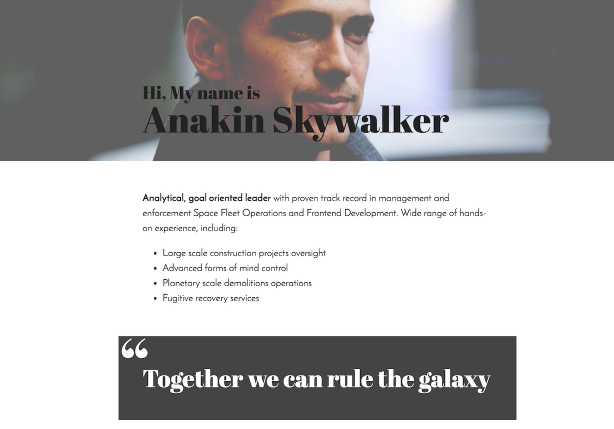 Hi, My name is
Anakin Skywalker
Analytical, goal oriented leader with proven track record in management and
enforcement Space Fleet Operations and Frontend Development. Wide range of hands-
on experience, including:
▪ Large scale construction projects oversight
▪ Advanced forms of mind control
▪ Planetary scale demolitions operations
▪ Fugitive recovery services
“
Together we can rule the galaxy